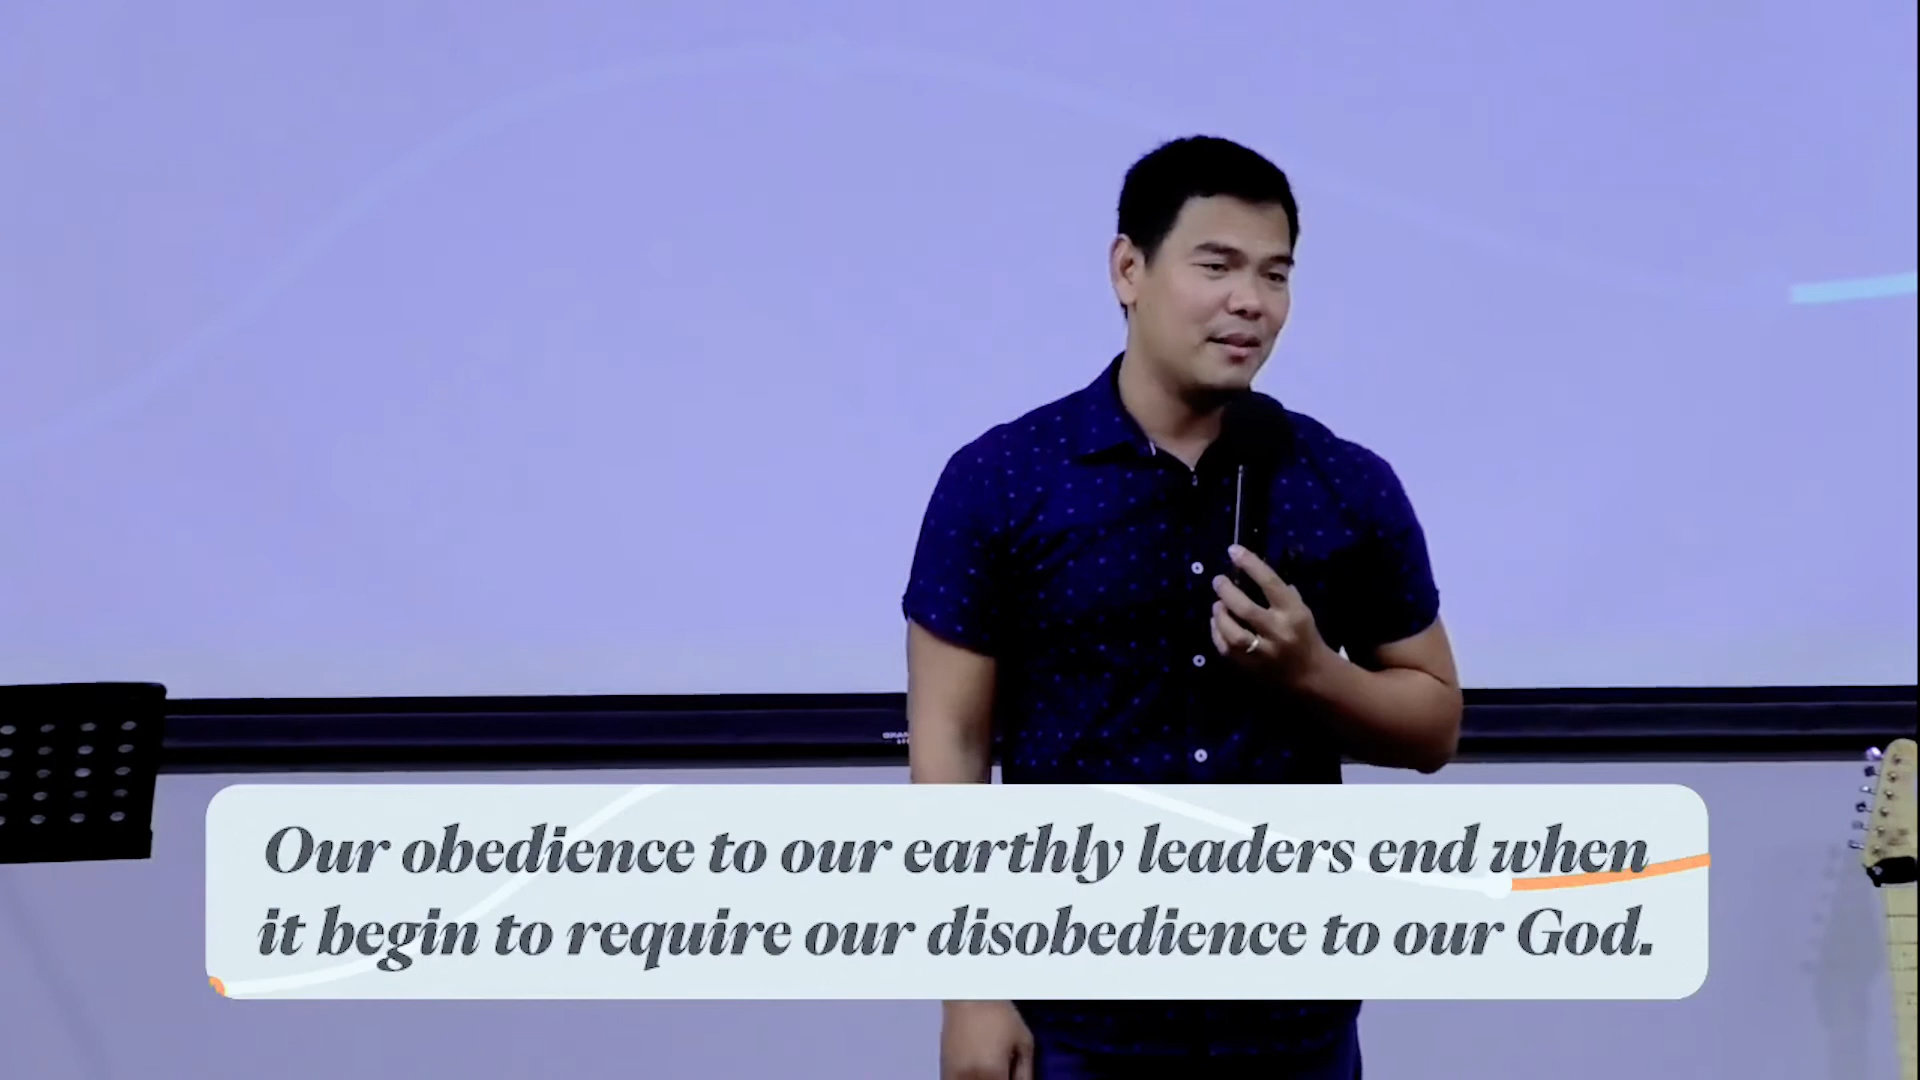 Our obedience to our earthly leaders end when
it begin to require our disobedience to our God.